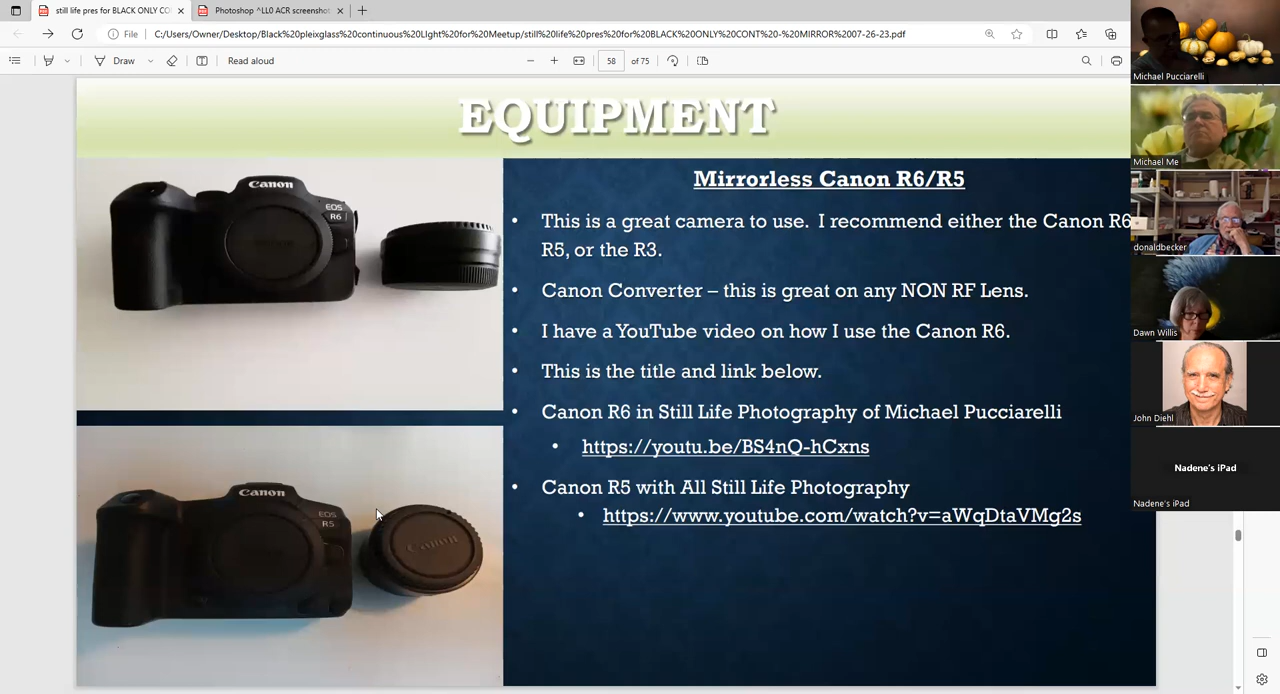 still life pres for BLACK ONLY CO
Photoshop ^LL0 ACR screenshot
File
C:/Users/Owner/Desktop/Black%20pleixglass%20continuous%20LIght%20for%20Meetup/still%20life%20pres%20for%20BLACK%20ONLY%20CONT%20-%20MIRROR%2007-26-23.pdf
Draw
Read aloud
58
of 75
EQUIPMENT
Canon
EOS
R6
Canon
EOS
R5
Canon
Mirrorless Canon R6/R5
• This is a great camera to use. I recommend either the Canon R6
R5, or the R3.
• Canon Converter – this is great on any NON RF Lens.
• I have a YouTube video on how I use the Canon R6.
• This is the title and link below.
• Canon R6 in Still Life Photography of Michael Pucciarelli
• https://youtu.be/BS4nQ-hCxns
• Canon R5 with All Still Life Photography
• https://www.youtube.com/watch?v=aWqDtaVMg2s
Michael Pucciarelli
Michael Me
donaldbecker
Dawn Willis
John Diehl
Nadene's iPad
Nadene's iPad